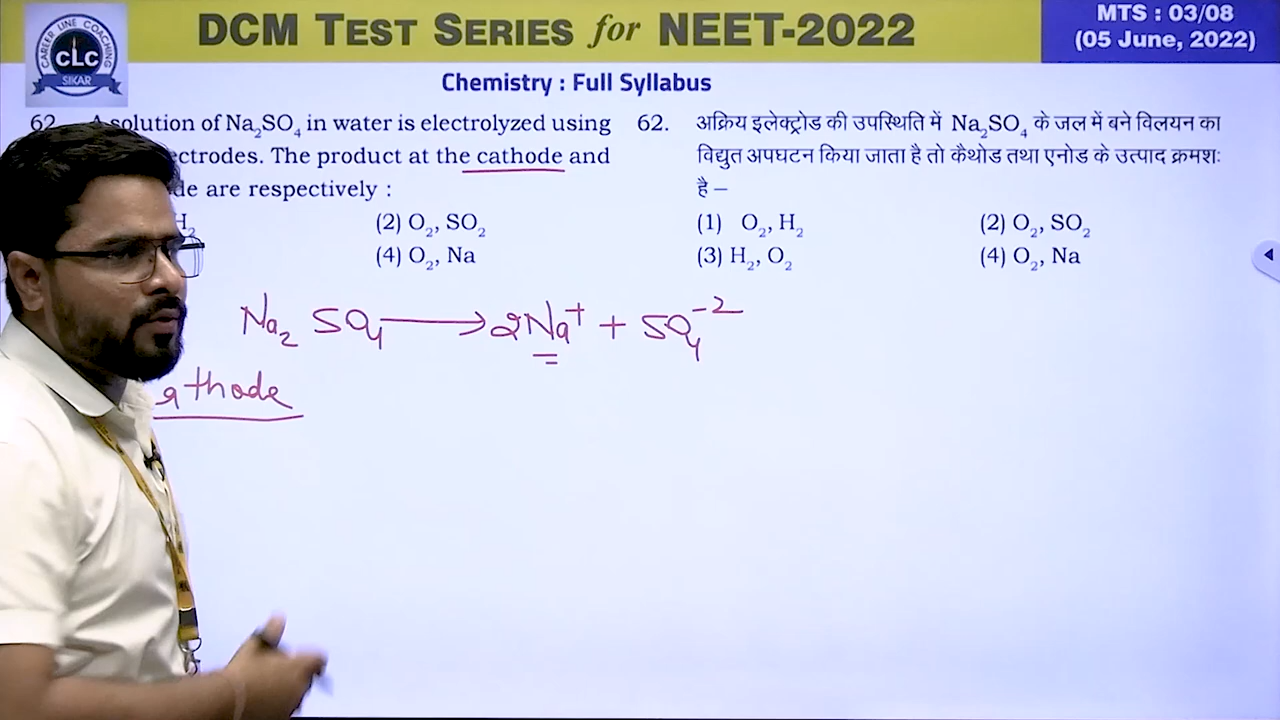 DCM TEST SERIES for NEET-2022
MTS : 03/08
(05 June, 2022)
CAREER LINE COACHING
CLC
SIKAR
Chemistry : Full Syllabus
62. A solution of Na₂SO₄ in water is electrolyzed using
ectrodes. The product at the cathode and
de are respectively :
H₂
(2) O₂, SO₂
(4) O₂, Na
62. अक्रिय इलेक्ट्रोड की उपस्थिति में Na₂SO₄ के जल में बने विलयन का
विद्युत अपघटन किया जाता है तो कैथोड तथा एनोड के उत्पाद क्रमशः
है –
(1) O₂, H₂ (2) O₂, SO₂
(3) H₂, O₂ (4) O₂, Na
Na₂ SO₄ → 2Na⁺ + SO₄⁻²
athode